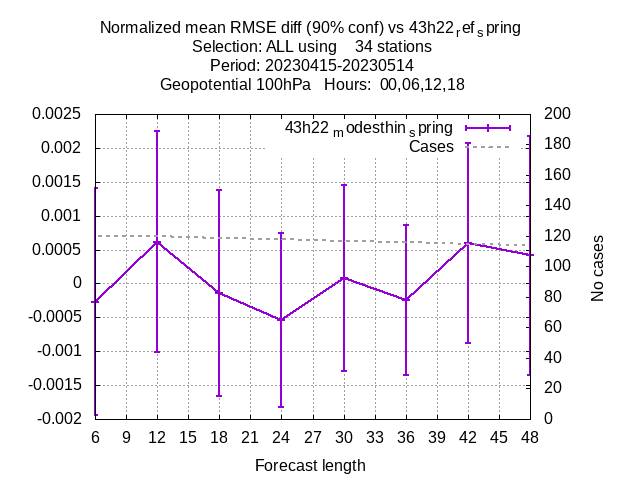 Normalized mean RMSE diff (90% conf) vs 43h22refspring
Selection: ALL using 34 stations
Period: 20230415-20230514
Geopotential 100hPa Hours: 00,06,12,18
43h22modesthinspring
Cases
0.0025
0.002
0.0015
0.001
0.0005
0
-0.0005
-0.001
-0.0015
-0.002
200
180
160
140
120
100
80
60
40
20
0
No cases
6 9 12 15 18 21 24 27 30 33 36 39 42 45 48
Forecast length